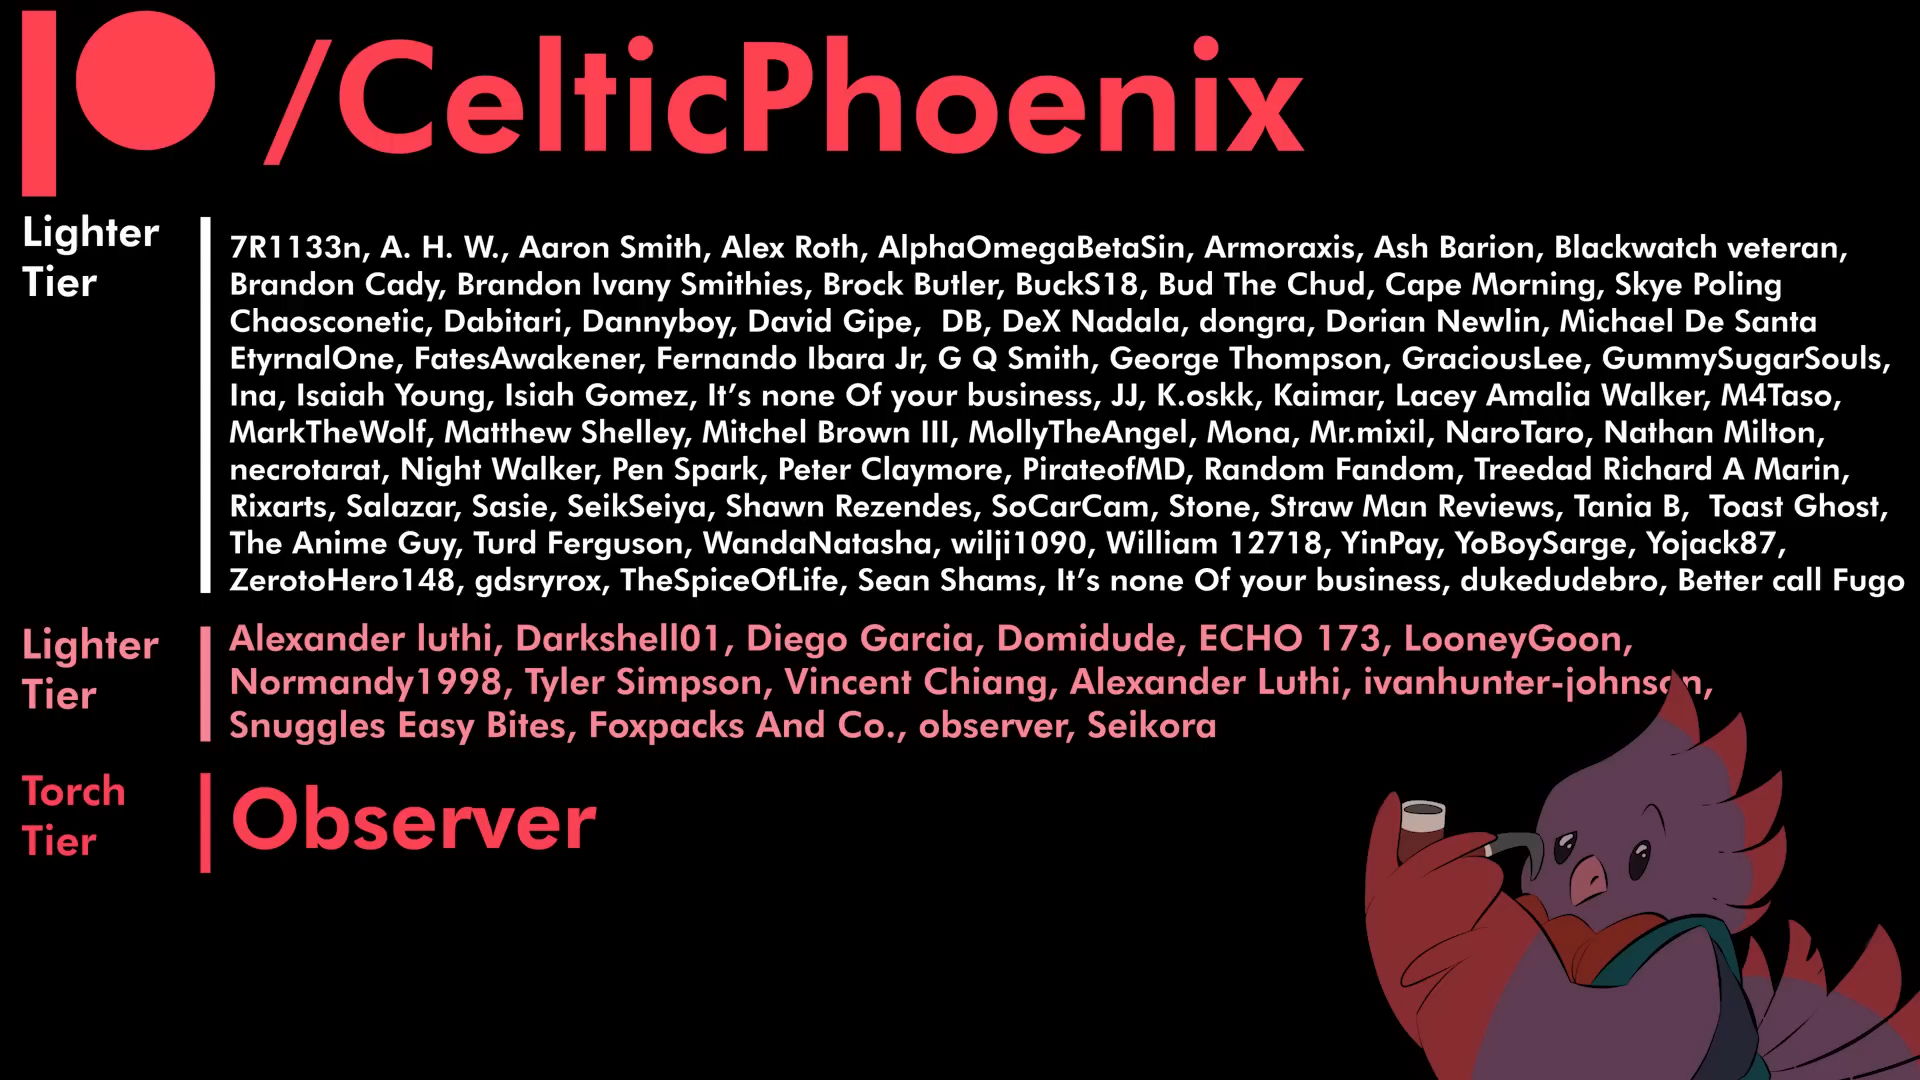 /CelticPhoenix
Lighter
Tier
7R1133n, A. H. W., Aaron Smith, Alex Roth, AlphaOmegaBetaSin, Armoraxis, Ash Barion, Blackwatch veteran,
Brandon Cady, Brandon Ivany Smithies, Brock Butler, BuckS18, Bud The Chud, Cape Morning, Skye Poling
Chaosconetic, Dabitari, Dannyboy, David Gipe,  DB, DeX Nadala, dongra, Dorian Newlin, Michael De Santa
EtyrnalOne, FatesAwakener, Fernando Ibara Jr, G Q Smith, George Thompson, GraciousLee, GummySugarSouls,
Ina, Isaiah Young, Isiah Gomez, It’s none Of your business, JJ, K.oskk, Kaimar, Lacey Amalia Walker, M4Taso,
MarkTheWolf, Matthew Shelley, Mitchel Brown III, MollyTheAngel, Mona, Mr.mixil, NaroTaro, Nathan Milton,
necrotarat, Night Walker, Pen Spark, Peter Claymore, PirateofMD, Random Fandom, Treedad Richard A Marin,
Rixarts, Salazar, Sasie, SeikSeiya, Shawn Rezendes, SoCarCam, Stone, Straw Man Reviews, Tania B,  Toast Ghost,
The Anime Guy, Turd Ferguson, WandaNatasha, wilji1090, William 12718, YinPay, YoBoySarge, Yojack87,
ZerotoHero148, gdsryrox, TheSpiceOfLife, Sean Shams, It’s none Of your business, dukedudebro, Better call Fugo
Lighter
Tier
Alexander luthi, Darkshell01, Diego Garcia, Domidude, ECHO 173, LooneyGoon,
Normandy1998, Tyler Simpson, Vincent Chiang, Alexander Luthi, ivanhunter-johnson,
Snuggles Easy Bites, Foxpacks And Co., observer, Seikora
Torch
Tier
Observer